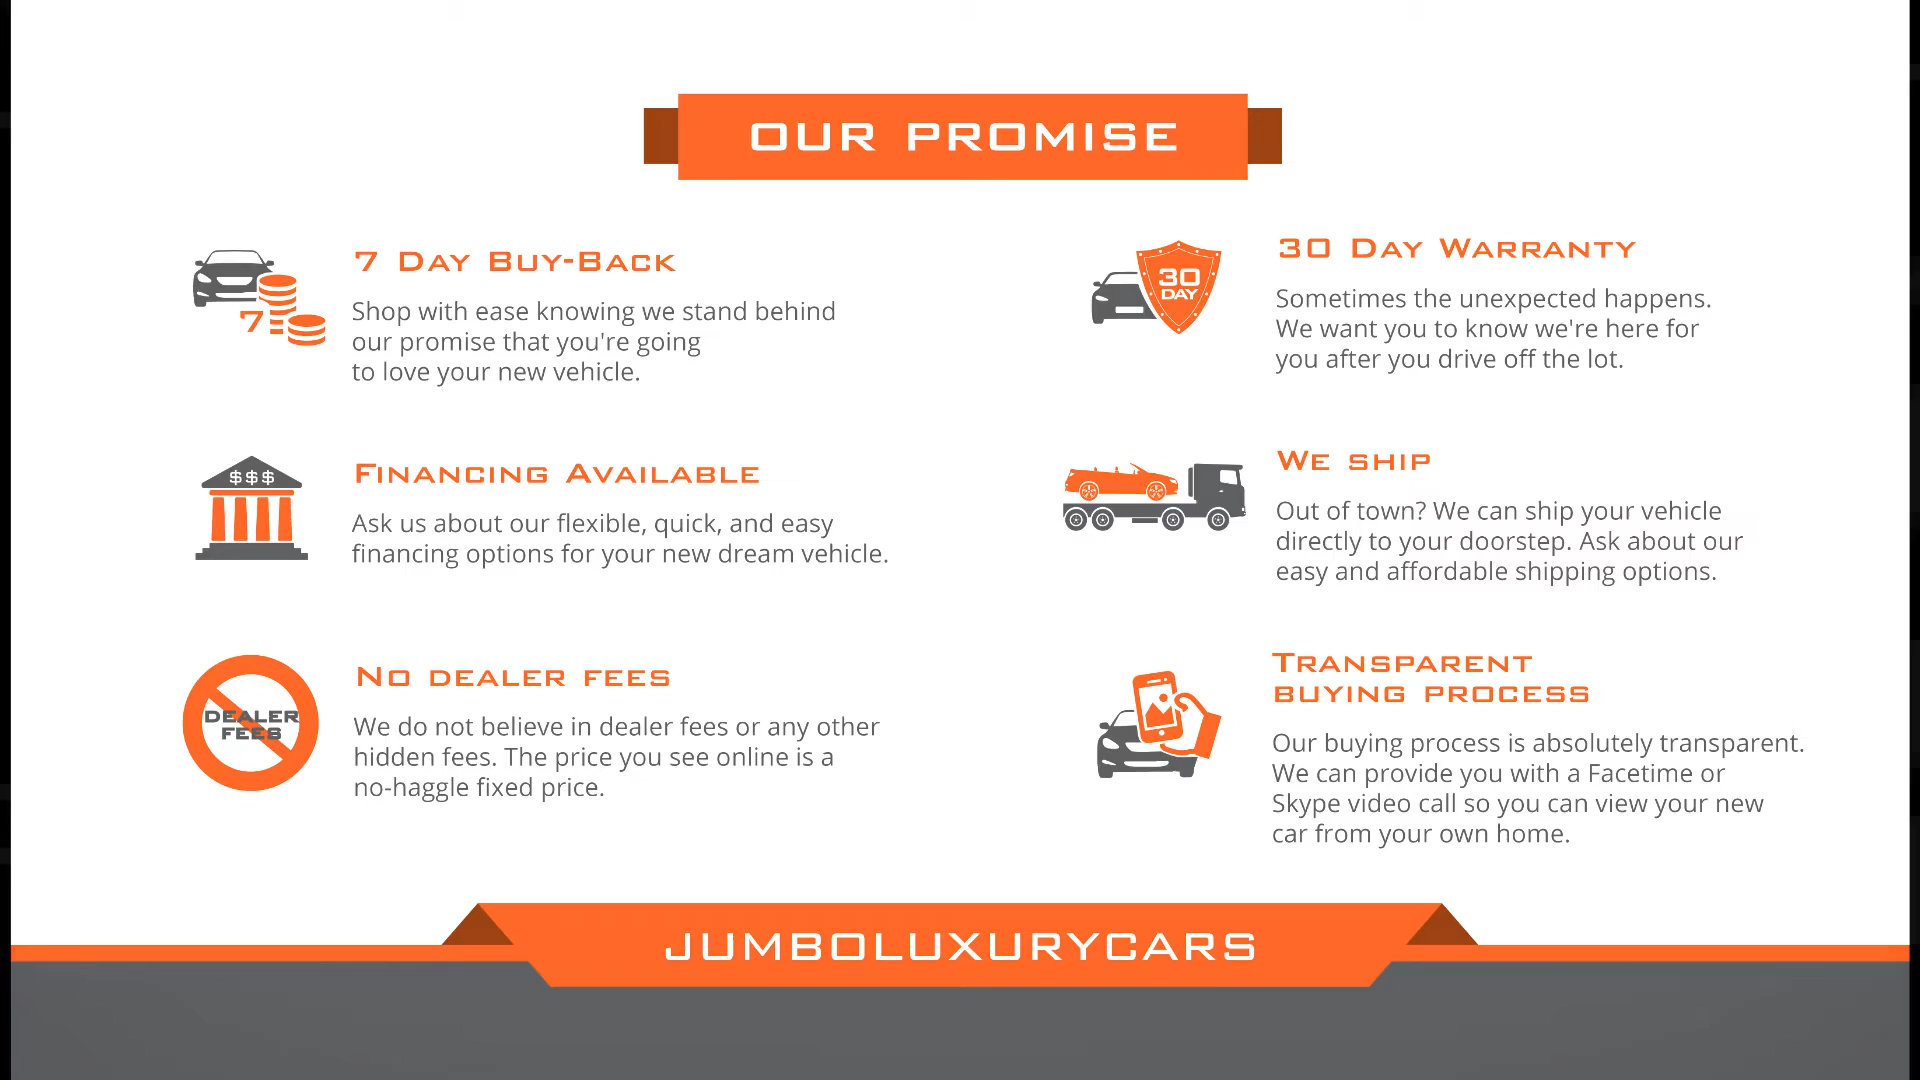 OUR PROMISE
7 DAY BUY-BACK
Shop with ease knowing we stand behind
our promise that you're going
to love your new vehicle.
7
$$$
FINANCING AVAILABLE
Ask us about our flexible, quick, and easy
financing options for your new dream vehicle.
DEALER
FEES
NO DEALER FEES
We do not believe in dealer fees or any other
hidden fees. The price you see online is a
no-haggle fixed price.
30
DAY
30 DAY WARRANTY
Sometimes the unexpected happens.
We want you to know we're here for
you after you drive off the lot.
WE SHIP
Out of town? We can ship your vehicle
directly to your doorstep. Ask about our
easy and affordable shipping options.
TRANSPARENT
BUYING PROCESS
Our buying process is absolutely transparent.
We can provide you with a Facetime or
Skype video call so you can view your new
car from your own home.
JUMBOLUXURYCARS